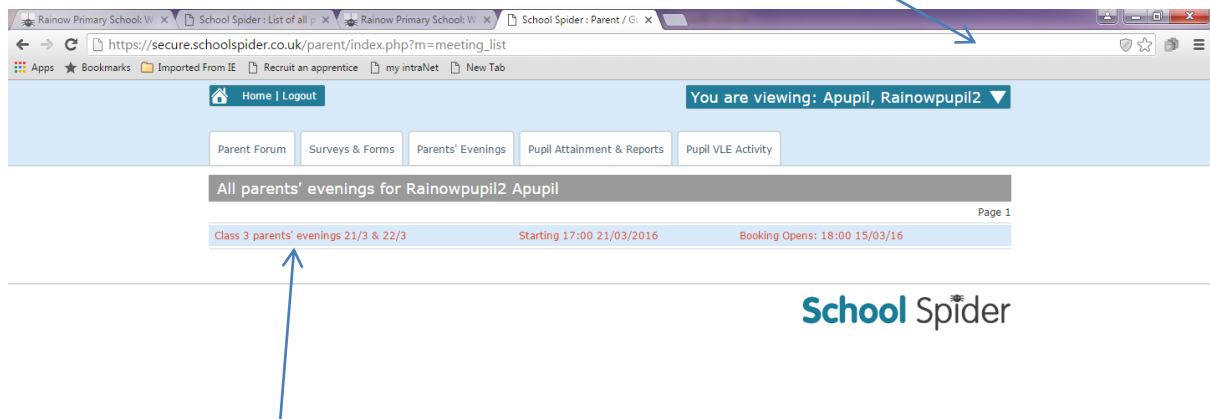 Rainow Primary School: W School Spider : List of all p Rainow Primary School: W School Spider : Parent / Gu
https://secure.schoolspider.co.uk/parent/index.php?m=meeting_list
Apps Bookmarks Imported From IE Recruit an apprentice my intraNet New Tab
Home | Logout You are viewing: Apupil, Rainowpupil2
Parent Forum Surveys & Forms Parents' Evenings Pupil Attainment & Reports Pupil VLE Activity
All parents' evenings for Rainowpupil2 Apupil
Page 1
Class 3 parents' evenings 21/3 & 22/3 Starting 17:00 21/03/2016 Booking Opens: 18:00 15/03/16
School Spider